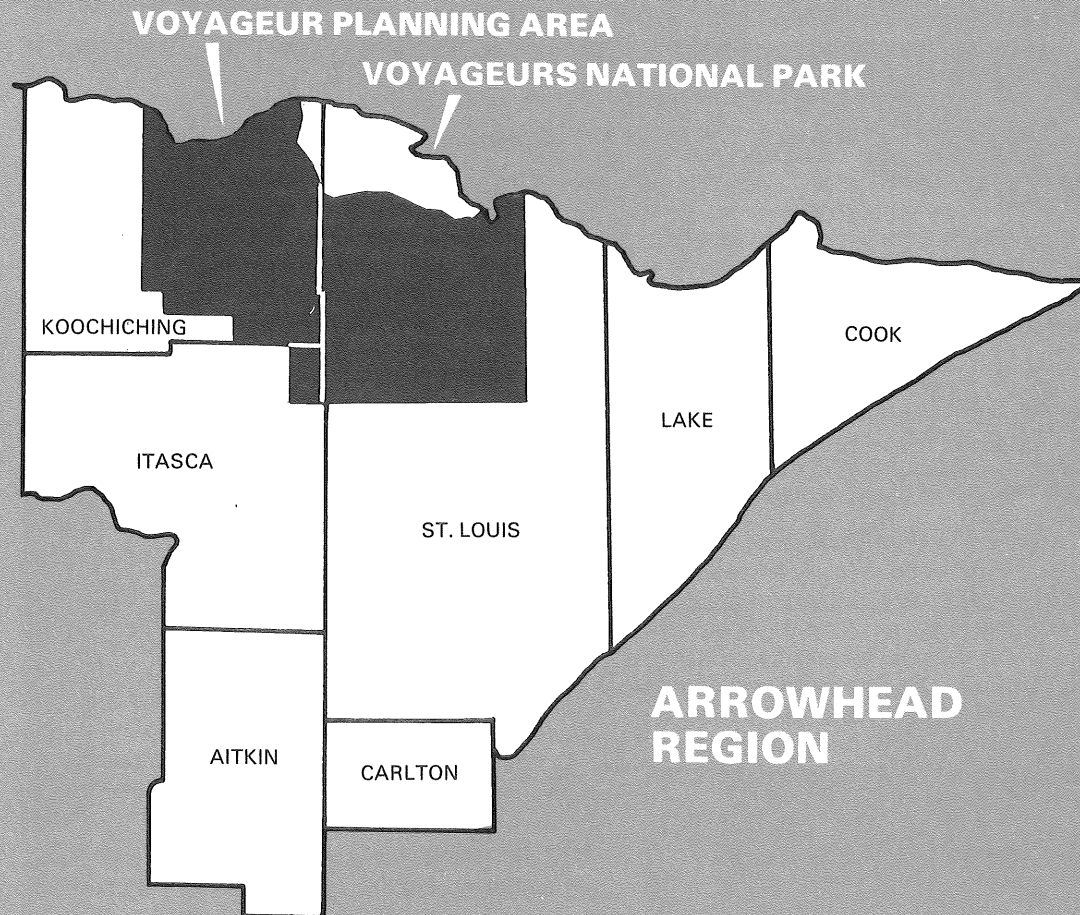 VOYAGEUR PLANNING AREA
VOYAGEURS NATIONAL PARK
KOOCHICHING
COOK
LAKE
ITASCA
ST. LOUIS
ARROWHEAD
REGION
AITKIN
CARLTON